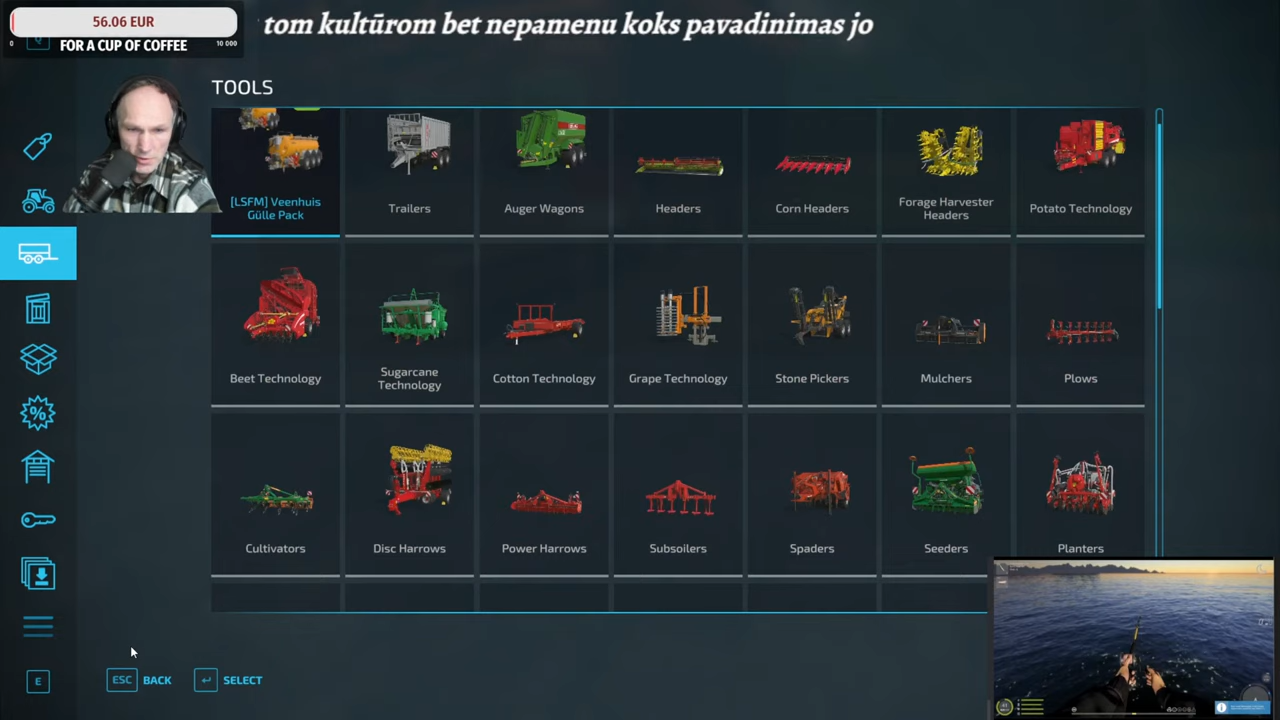 56.06 EUR
0 FOR A CUP OF COFFEE 10 000
tom kultūrom bet nepamenu koks pavadinimas jo
TOOLS
[LSFM] Veenhuis Gülle Pack
Trailers
Auger Wagons
Headers
Corn Headers
Forage Harvester Headers
Potato Technology
Beet Technology
Sugarcane Technology
Cotton Technology
Grape Technology
Stone Pickers
Mulchers
Plows
Cultivators
Disc Harrows
Power Harrows
Subsoilers
Spaders
Seeders
Planters
E
ESC BACK
SELECT